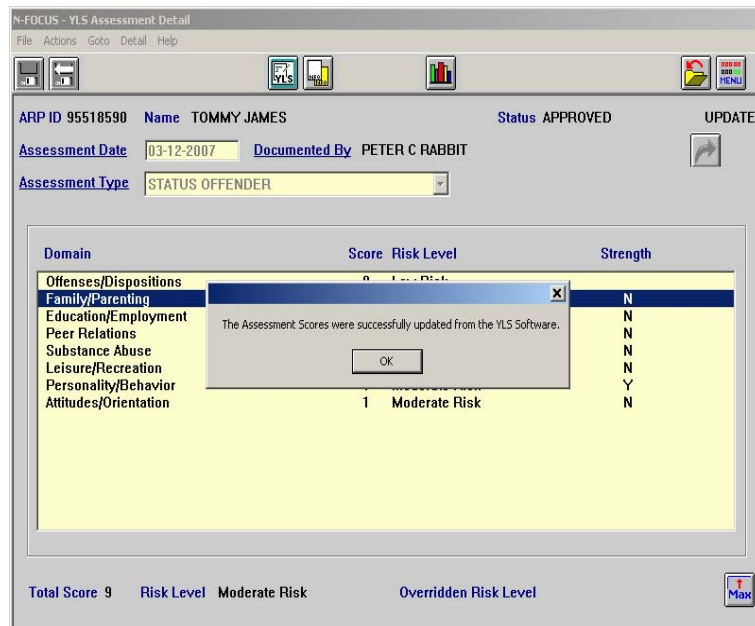 N-FOCUS - YLS Assessment Detail
File Actions Goto Detail Help
YLS MENU
ARP ID 95518590 Name TOMMY JAMES Status APPROVED UPDATE
Assessment Date 03-12-2007 Documented By PETER C RABBIT
Assessment Type STATUS OFFENDER
Domain Score Risk Level Strength
Offenses/Dispositions
Family/Parenting N
Education/Employment N
Peer Relations N
Substance Abuse N
Leisure/Recreation N
Personality/Behavior Y
Attitudes/Orientation 1 Moderate Risk N
The Assessment Scores were successfully updated from the YLS Software.
OK
Total Score 9 Risk Level Moderate Risk Overridden Risk Level
Max